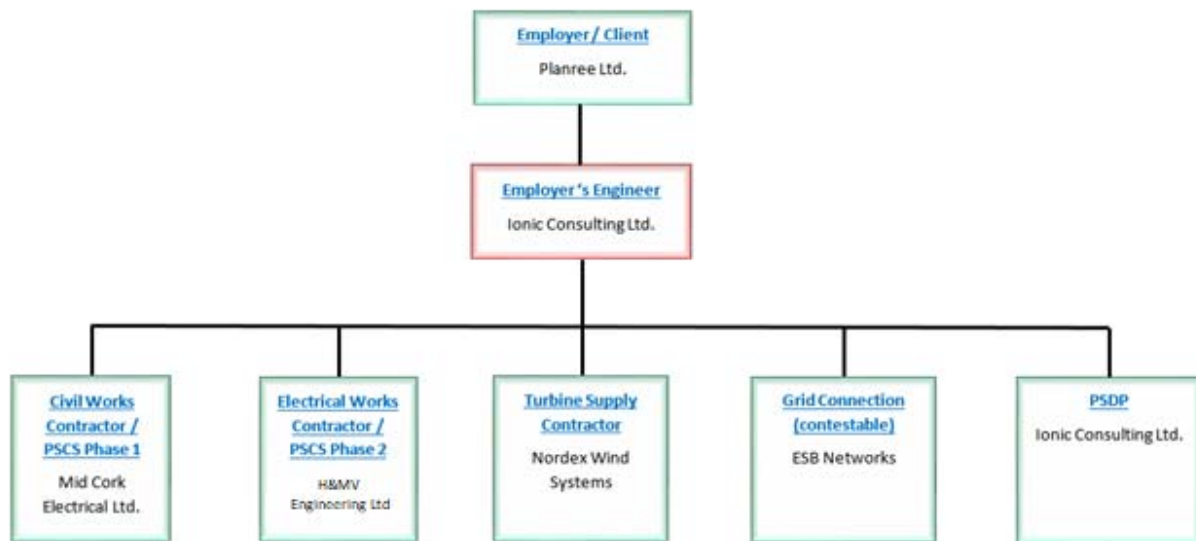 Employer / Client
Planree Ltd.
Employer 's Engineer
Ionic Consulting Ltd.
Civil Works
Contractor /
PSCS Phase 1
Mid Cork
Electrical Ltd.
Electrical Works
Contractor /
PSCS Phase 2
H&MV
Engineering Ltd
Turbine Supply
Contractor
Nordex Wind
Systems
Grid Connection
(contestable)
ESB Networks
PSDP
Ionic Consulting Ltd.